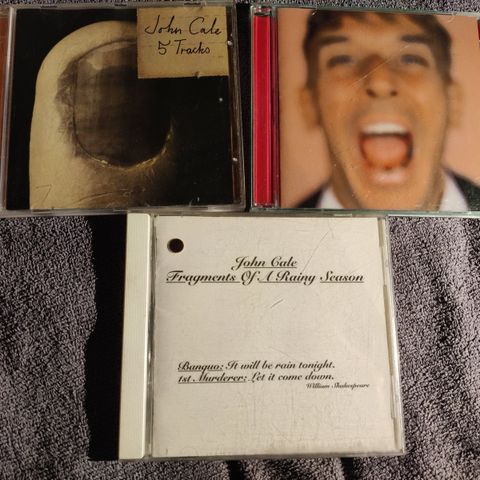 John Cale
5 Tracks
John Cale
Fragments Of A Rainy Season
Banquo: It will be rain tonight.
1st Murderer: Let it come down.
William Shakespeare